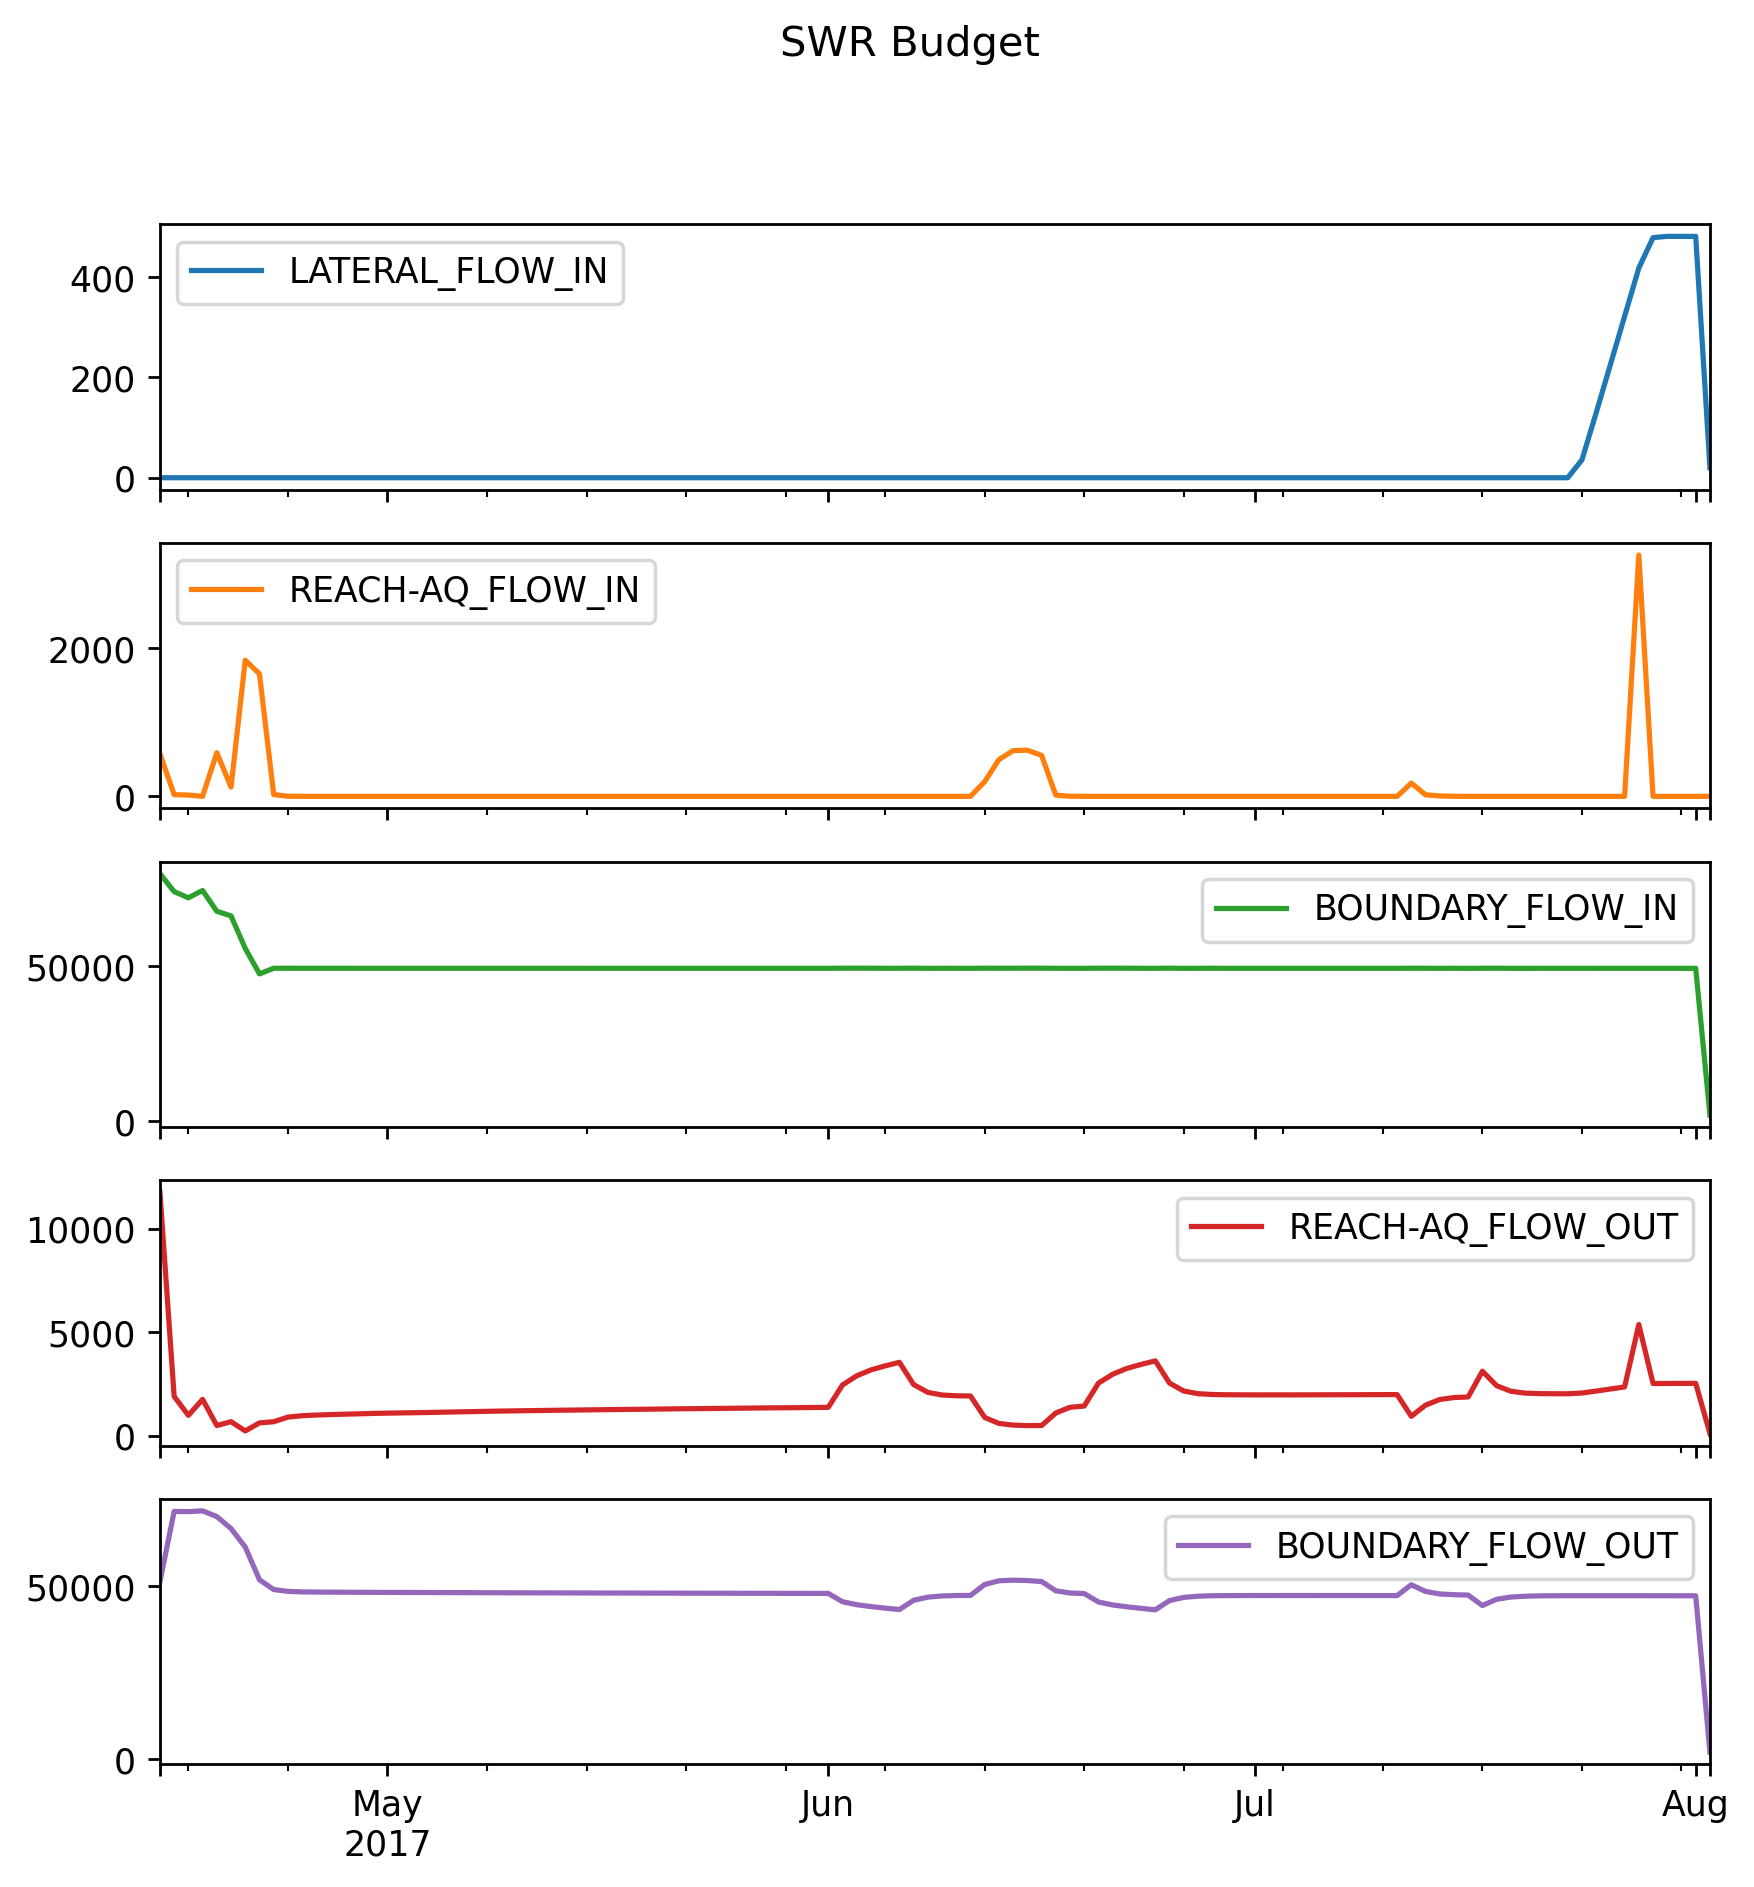 SWR Budget
LATERAL_FLOW_IN
400
200
0
REACH-AQ_FLOW_IN
2000
0
BOUNDARY_FLOW_IN
50000
0
REACH-AQ_FLOW_OUT
10000
5000
0
BOUNDARY_FLOW_OUT
50000
0
May Jun Jul Aug
2017